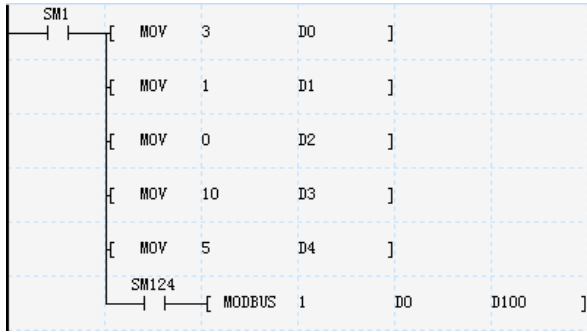 SM1
[ MOV 3 D0 ]
[ MOV 1 D1 ]
[ MOV 0 D2 ]
[ MOV 10 D3 ]
[ MOV 5 D4 ]
SM124
[ MODBUS 1 D0 D100 ]